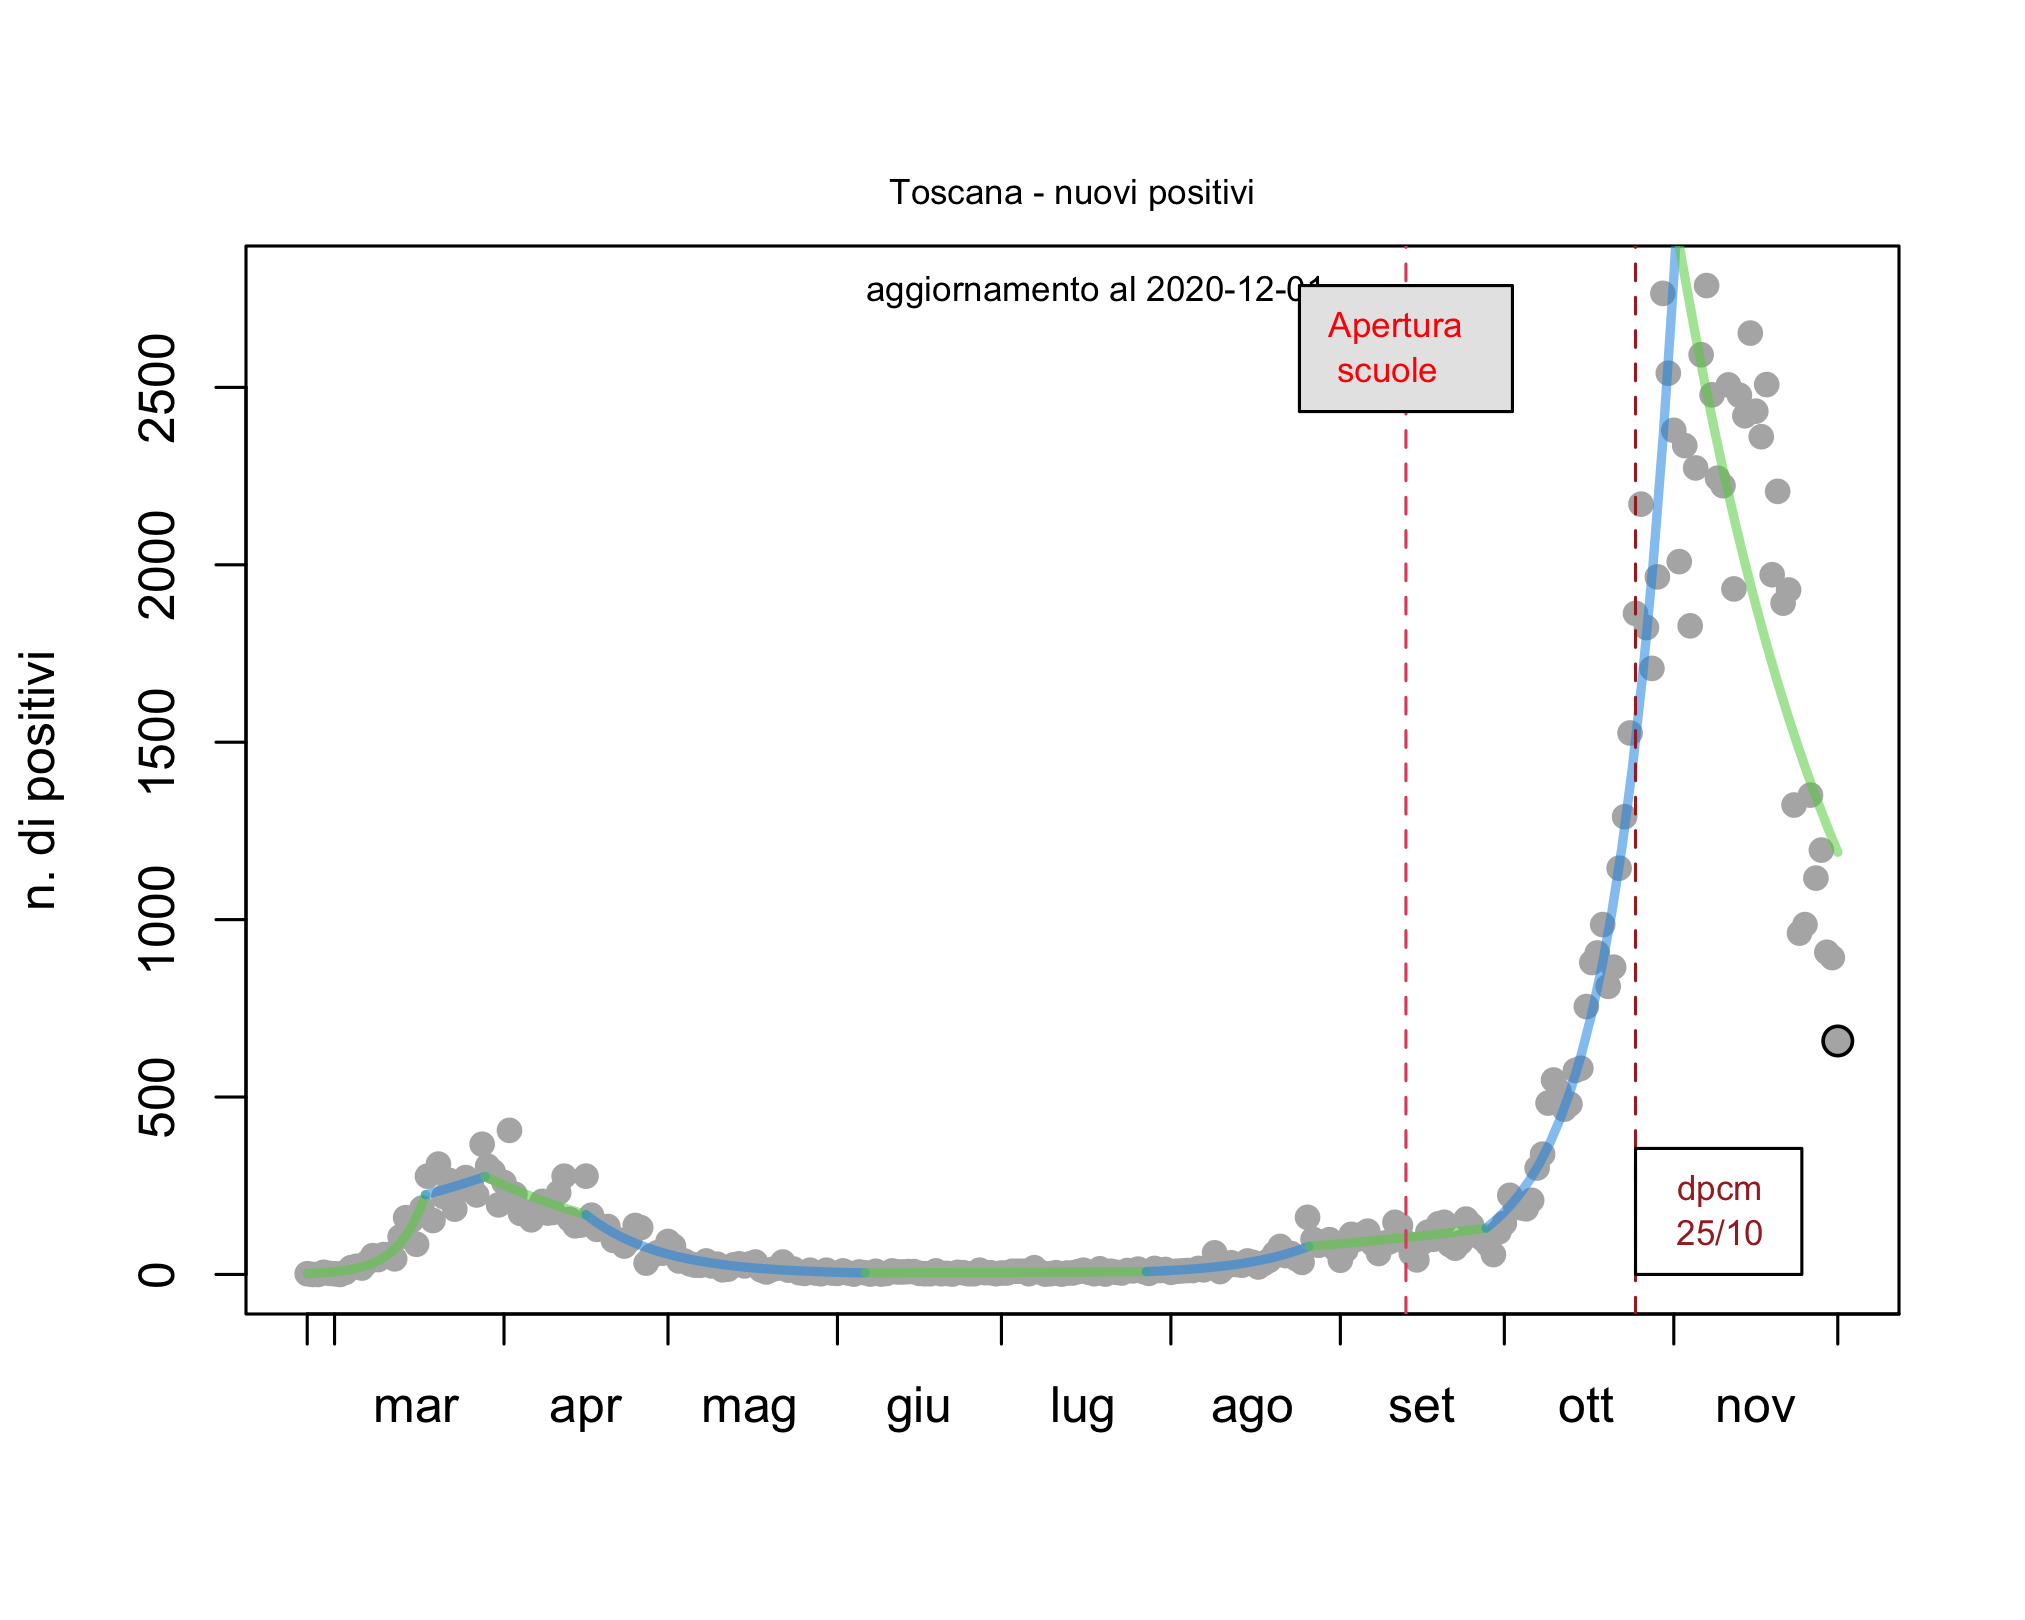 Toscana - nuovi positivi
aggiornamento al 2020-12-01
Apertura
scuole
n. di positivi
2500
2000
1500
1000
500
0
dpcm
25/10
mar apr mag giu lug ago set ott nov